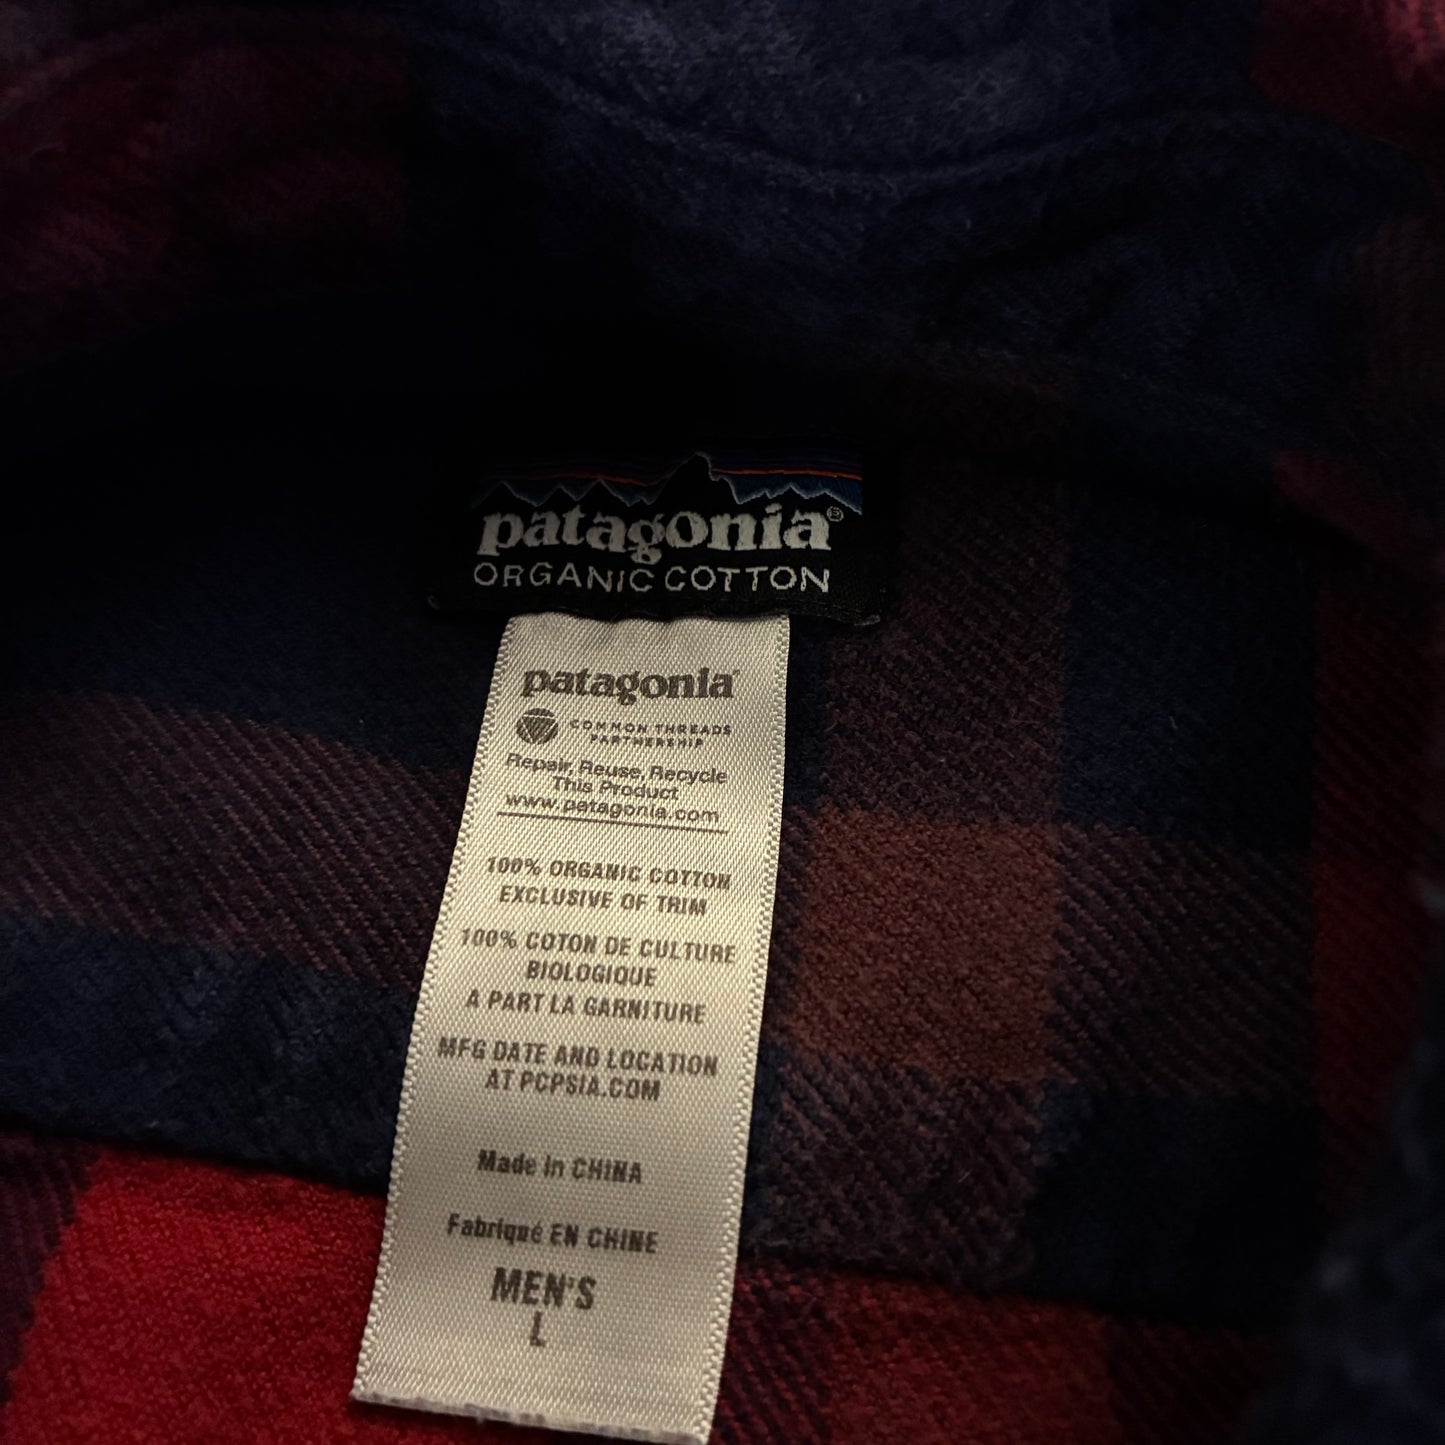 patagonia®
ORGANIC COTTON
patagonia®
COMMON THREADS
PARTNERSHIP
Repair, Reuse, Recycle
This Product
www.patagonia.com
100% ORGANIC COTTON
EXCLUSIVE OF TRIM
100% COTON DE CULTURE
BIOLOGIQUE
A PART LA GARNITURE
MFG DATE AND LOCATION
AT PCPSIA.COM
Made in CHINA
Fabriqué EN CHINE
MEN'S
L